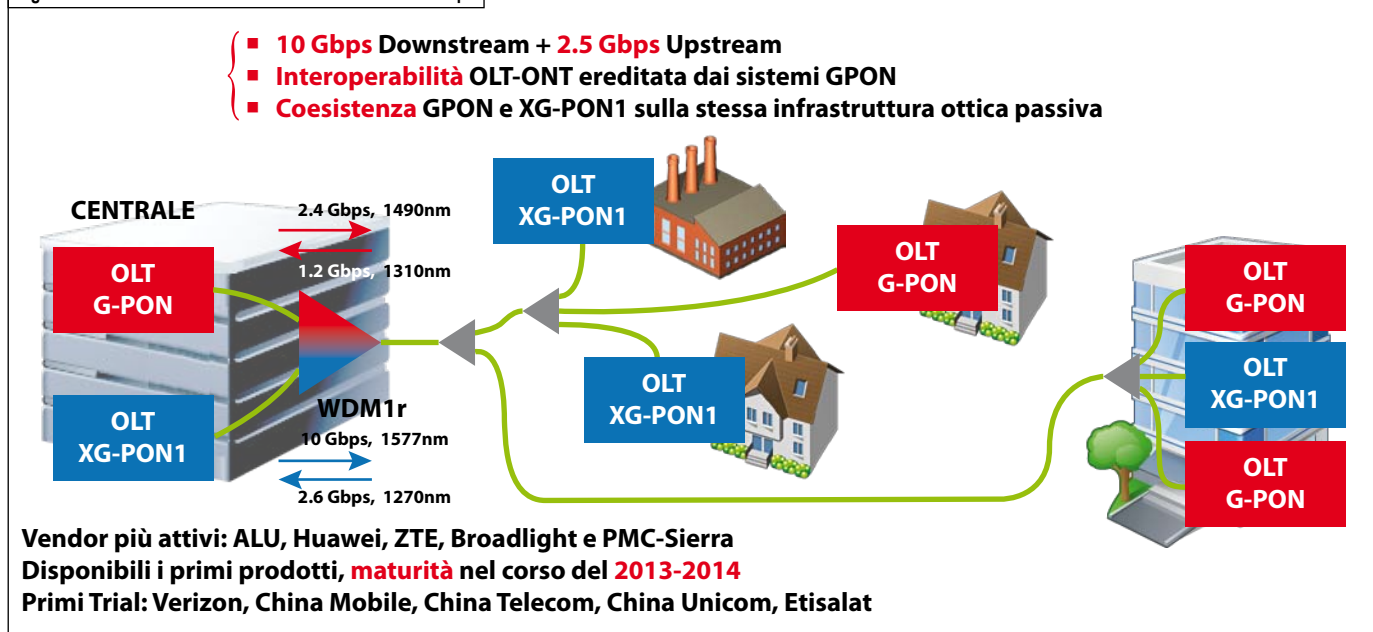 10 Gbps Downstream + 2.5 Gbps Upstream
Interoperabilità OLT-ONT ereditata dai sistemi GPON
Coesistenza GPON e XG-PON1 sulla stessa infrastruttura ottica passiva
CENTRALE
2.4 Gbps, 1490nm
1.2 Gbps, 1310nm
OLT
G-PON
OLT
XG-PON1
WDM1r
10 Gbps, 1577nm
2.6 Gbps, 1270nm
OLT
XG-PON1
OLT
G-PON
OLT
XG-PON1
OLT
G-PON
OLT
XG-PON1
OLT
G-PON
Vendor più attivi: ALU, Huawei, ZTE, Broadlight e PMC-Sierra
Disponibili i primi prodotti, maturità nel corso del 2013-2014
Primi Trial: Verizon, China Mobile, China Telecom, China Unicom, Etisalat